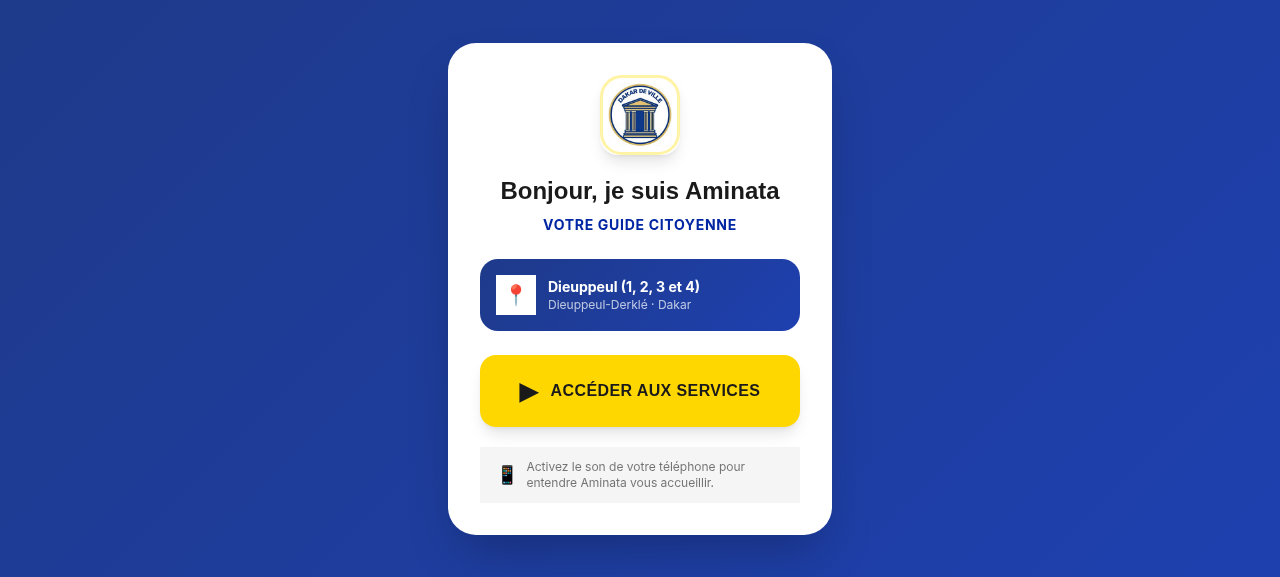 DAKAR DE VILLE
Bonjour, je suis Aminata
VOTRE GUIDE CITOYENNE
Dieuppeul (1, 2, 3 et 4)
Dieuppeul-Derklé · Dakar
ACCÉDER AUX SERVICES
Activez le son de votre téléphone pour
entendre Aminata vous accueillir.